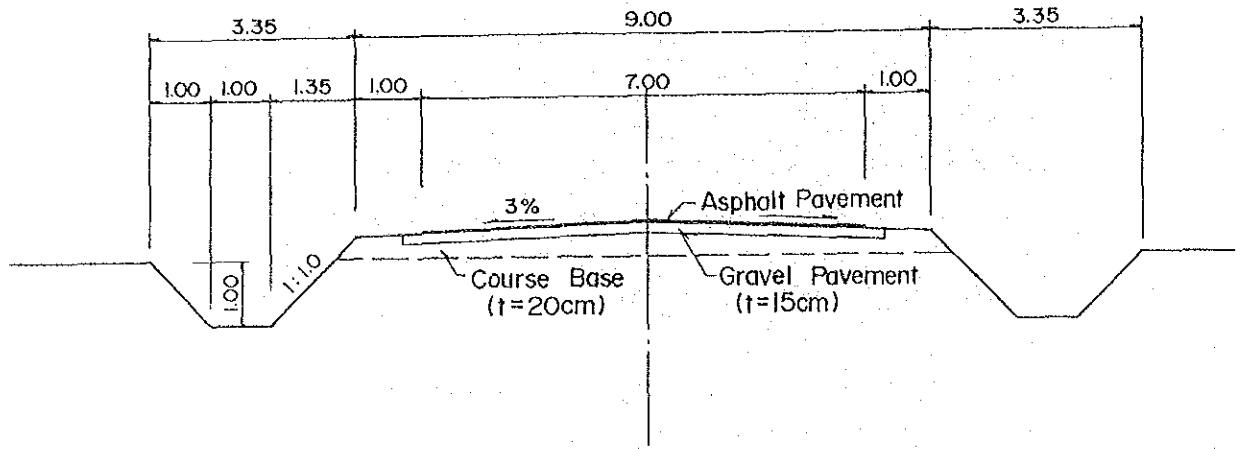 3.35 9.00 3.35
1.00 1.00 1.35 1.00 7.00 1.00
3% Asphalt Pavement
1:1.0 1.00 Course Base Gravel Pavement
(t=20cm) (t=15cm)